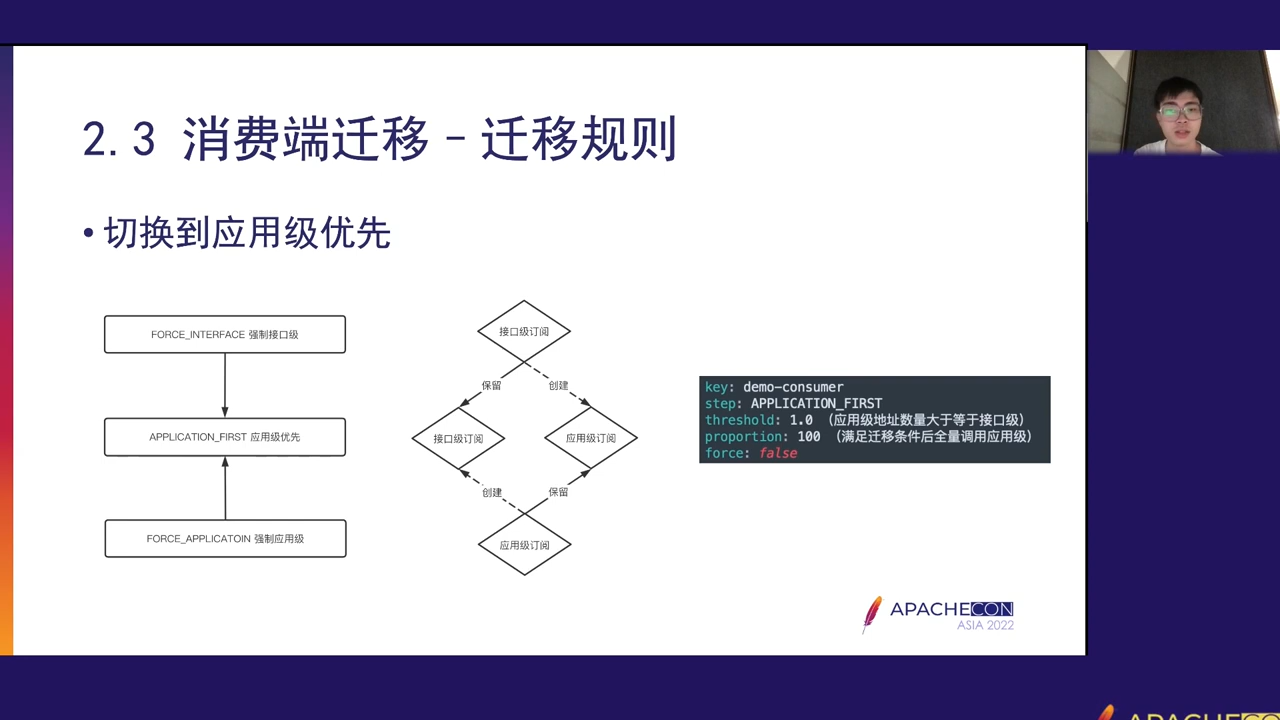 2.3 消费端迁移 – 迁移规则
• 切换到应用级优先
FORCE_INTERFACE 强制接口级
APPLICATION_FIRST 应用级优先
FORCE_APPLICATOIN 强制应用级
接口级订阅
保留
创建
接口级订阅
应用级订阅
创建
保留
应用级订阅
key: demo-consumer
step: APPLICATION_FIRST
threshold: 1.0 （应用级地址数量大于等于接口级）
proportion: 100 （满足迁移条件后全量调用应用级）
force: false
APACHECON
ASIA 2022
APACHECO